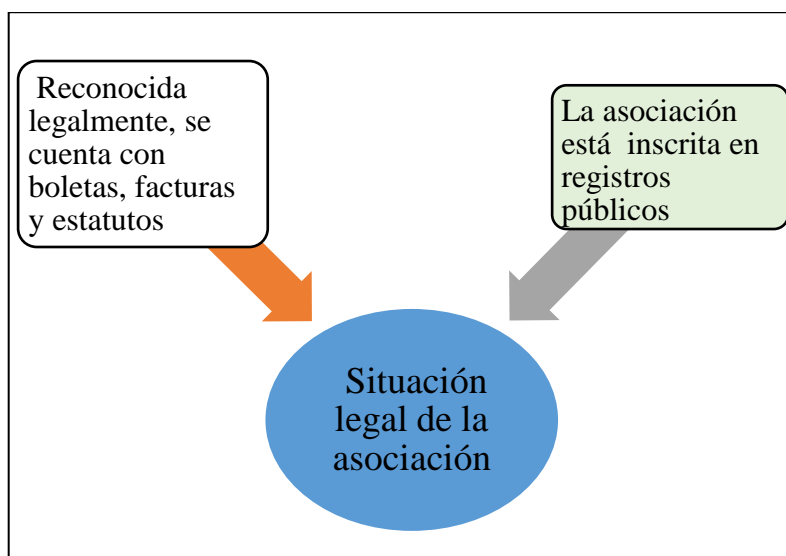 Reconocida
legalmente, se
cuenta con
boletas, facturas
y estatutos
La asociación
está inscrita en
registros
públicos
Situación
legal de la
asociación